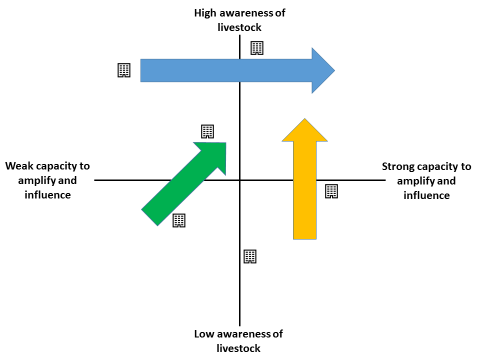 High awareness of
livestock
Weak capacity to
amplify and
influence
Strong capacity to
amplify and
influence
Low awareness of
livestock